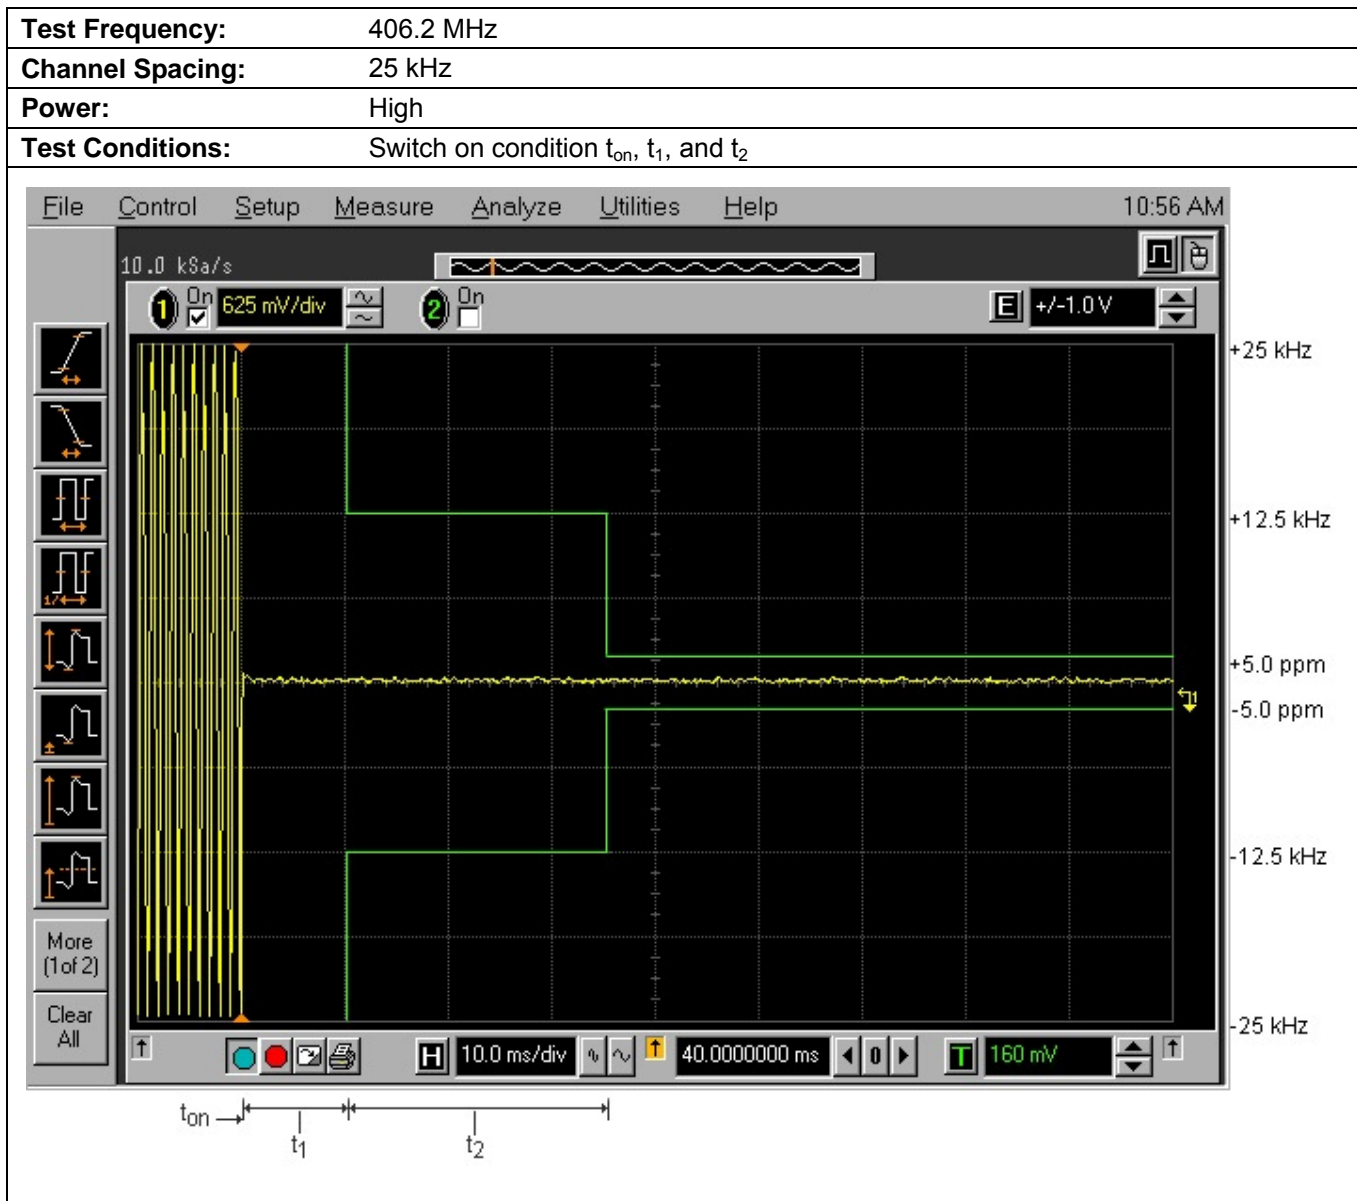 Test Frequency: 406.2 MHz
Channel Spacing: 25 kHz
Power: High
Test Conditions: Switch on condition ton, t1, and t2
File Control Setup Measure Analyze Utilities Help 10:56 AM
10.0 kSa/s
1 On 625 mV/div 2 On E +/-1.0 V
+25 kHz
+12.5 kHz
+5.0 ppm
-5.0 ppm
-12.5 kHz
-25 kHz
More
(1 of 2)
Clear
All
H 10.0 ms/div 40.0000000 ms 0 T 160 mV
ton t1 t2